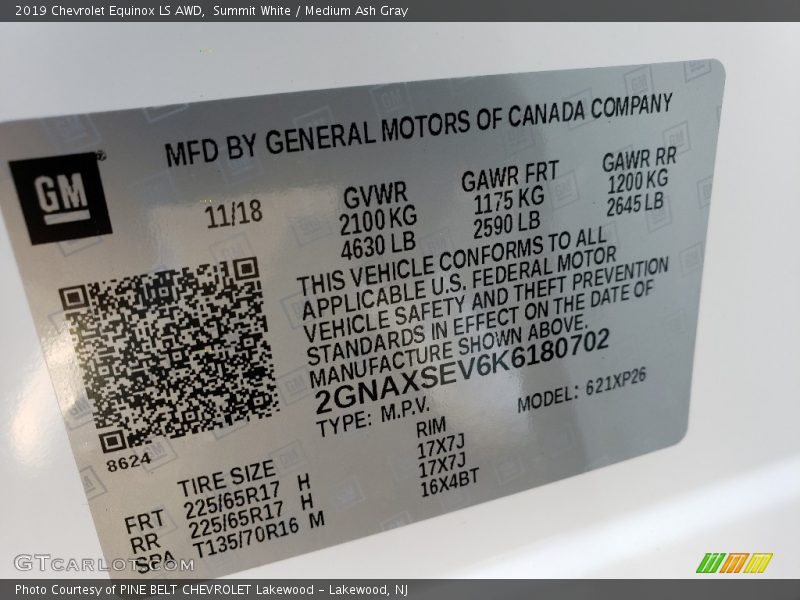 2019 Chevrolet Equinox LS AWD, Summit White / Medium Ash Gray
MFD BY GENERAL MOTORS OF CANADA COMPANY
GM
11/18
GVWR
2100 KG
4630 LB
GAWR FRT
1175 KG
2590 LB
GAWR RR
1200 KG
2645 LB
THIS VEHICLE CONFORMS TO ALL
APPLICABLE U.S. FEDERAL MOTOR
VEHICLE SAFETY AND THEFT PREVENTION
STANDARDS IN EFFECT ON THE DATE OF
MANUFACTURE SHOWN ABOVE.
2GNAXSEV6K6180702
TYPE: M.P.V. MODEL: 621XP26
8624
TIRE SIZE RIM
FRT 225/65R17 H 17X7J
RR 225/65R17 H 17X7J
SPA T135/70R16 M 16X4BT
GTCARLOT.COM
Photo Courtesy of PINE BELT CHEVROLET Lakewood - Lakewood, NJ